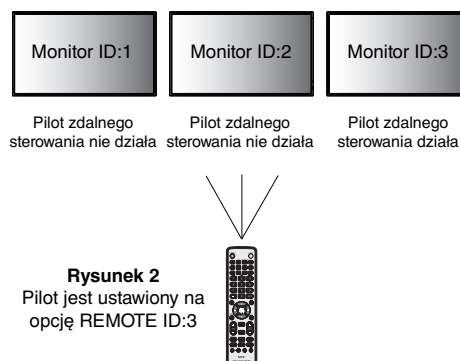 Monitor ID:1
Monitor ID:2
Monitor ID:3
Pilot zdalnego
sterowania nie działa
Pilot zdalnego
sterowania nie działa
Pilot zdalnego
sterowania działa
Rysunek 2
Pilot jest ustawiony na
opcję REMOTE ID:3